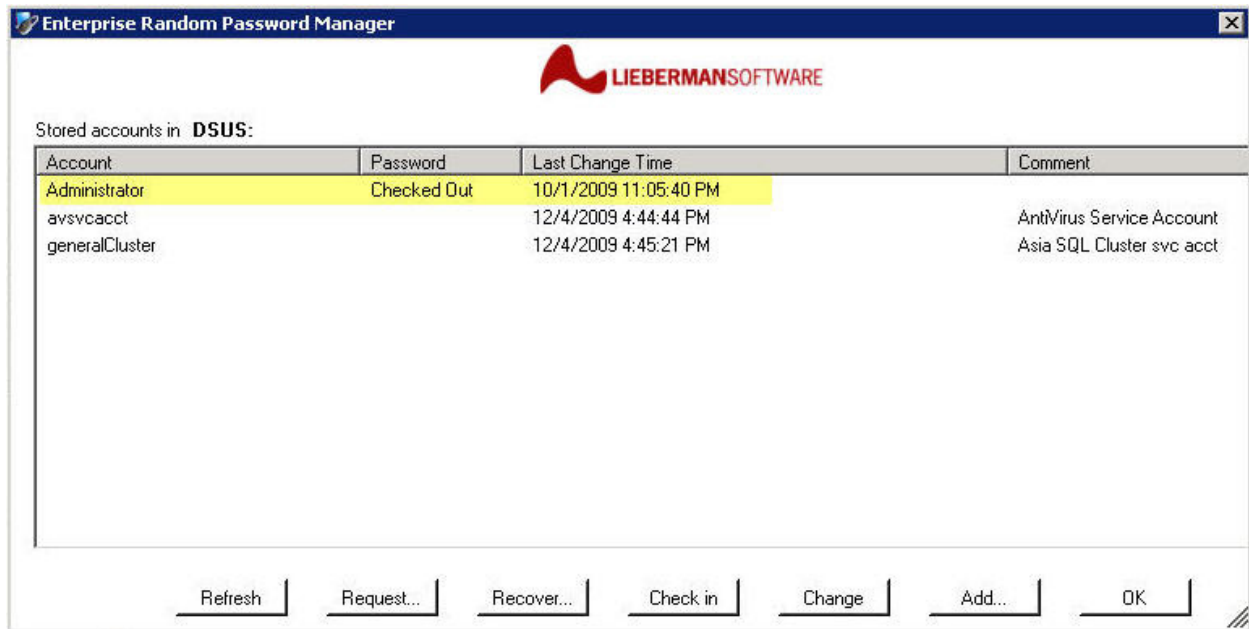 Enterprise Random Password Manager
LIEBERMANSOFTWARE
Stored accounts in DSUS:
Account Password Last Change Time Comment
Administrator Checked Out 10/1/2009 11:05:40 PM
avsvcacct 12/4/2009 4:44:44 PM AntiVirus Service Account
generalCluster 12/4/2009 4:45:21 PM Asia SQL Cluster svc acct
Refresh Request... Recover... Check in Change Add... OK